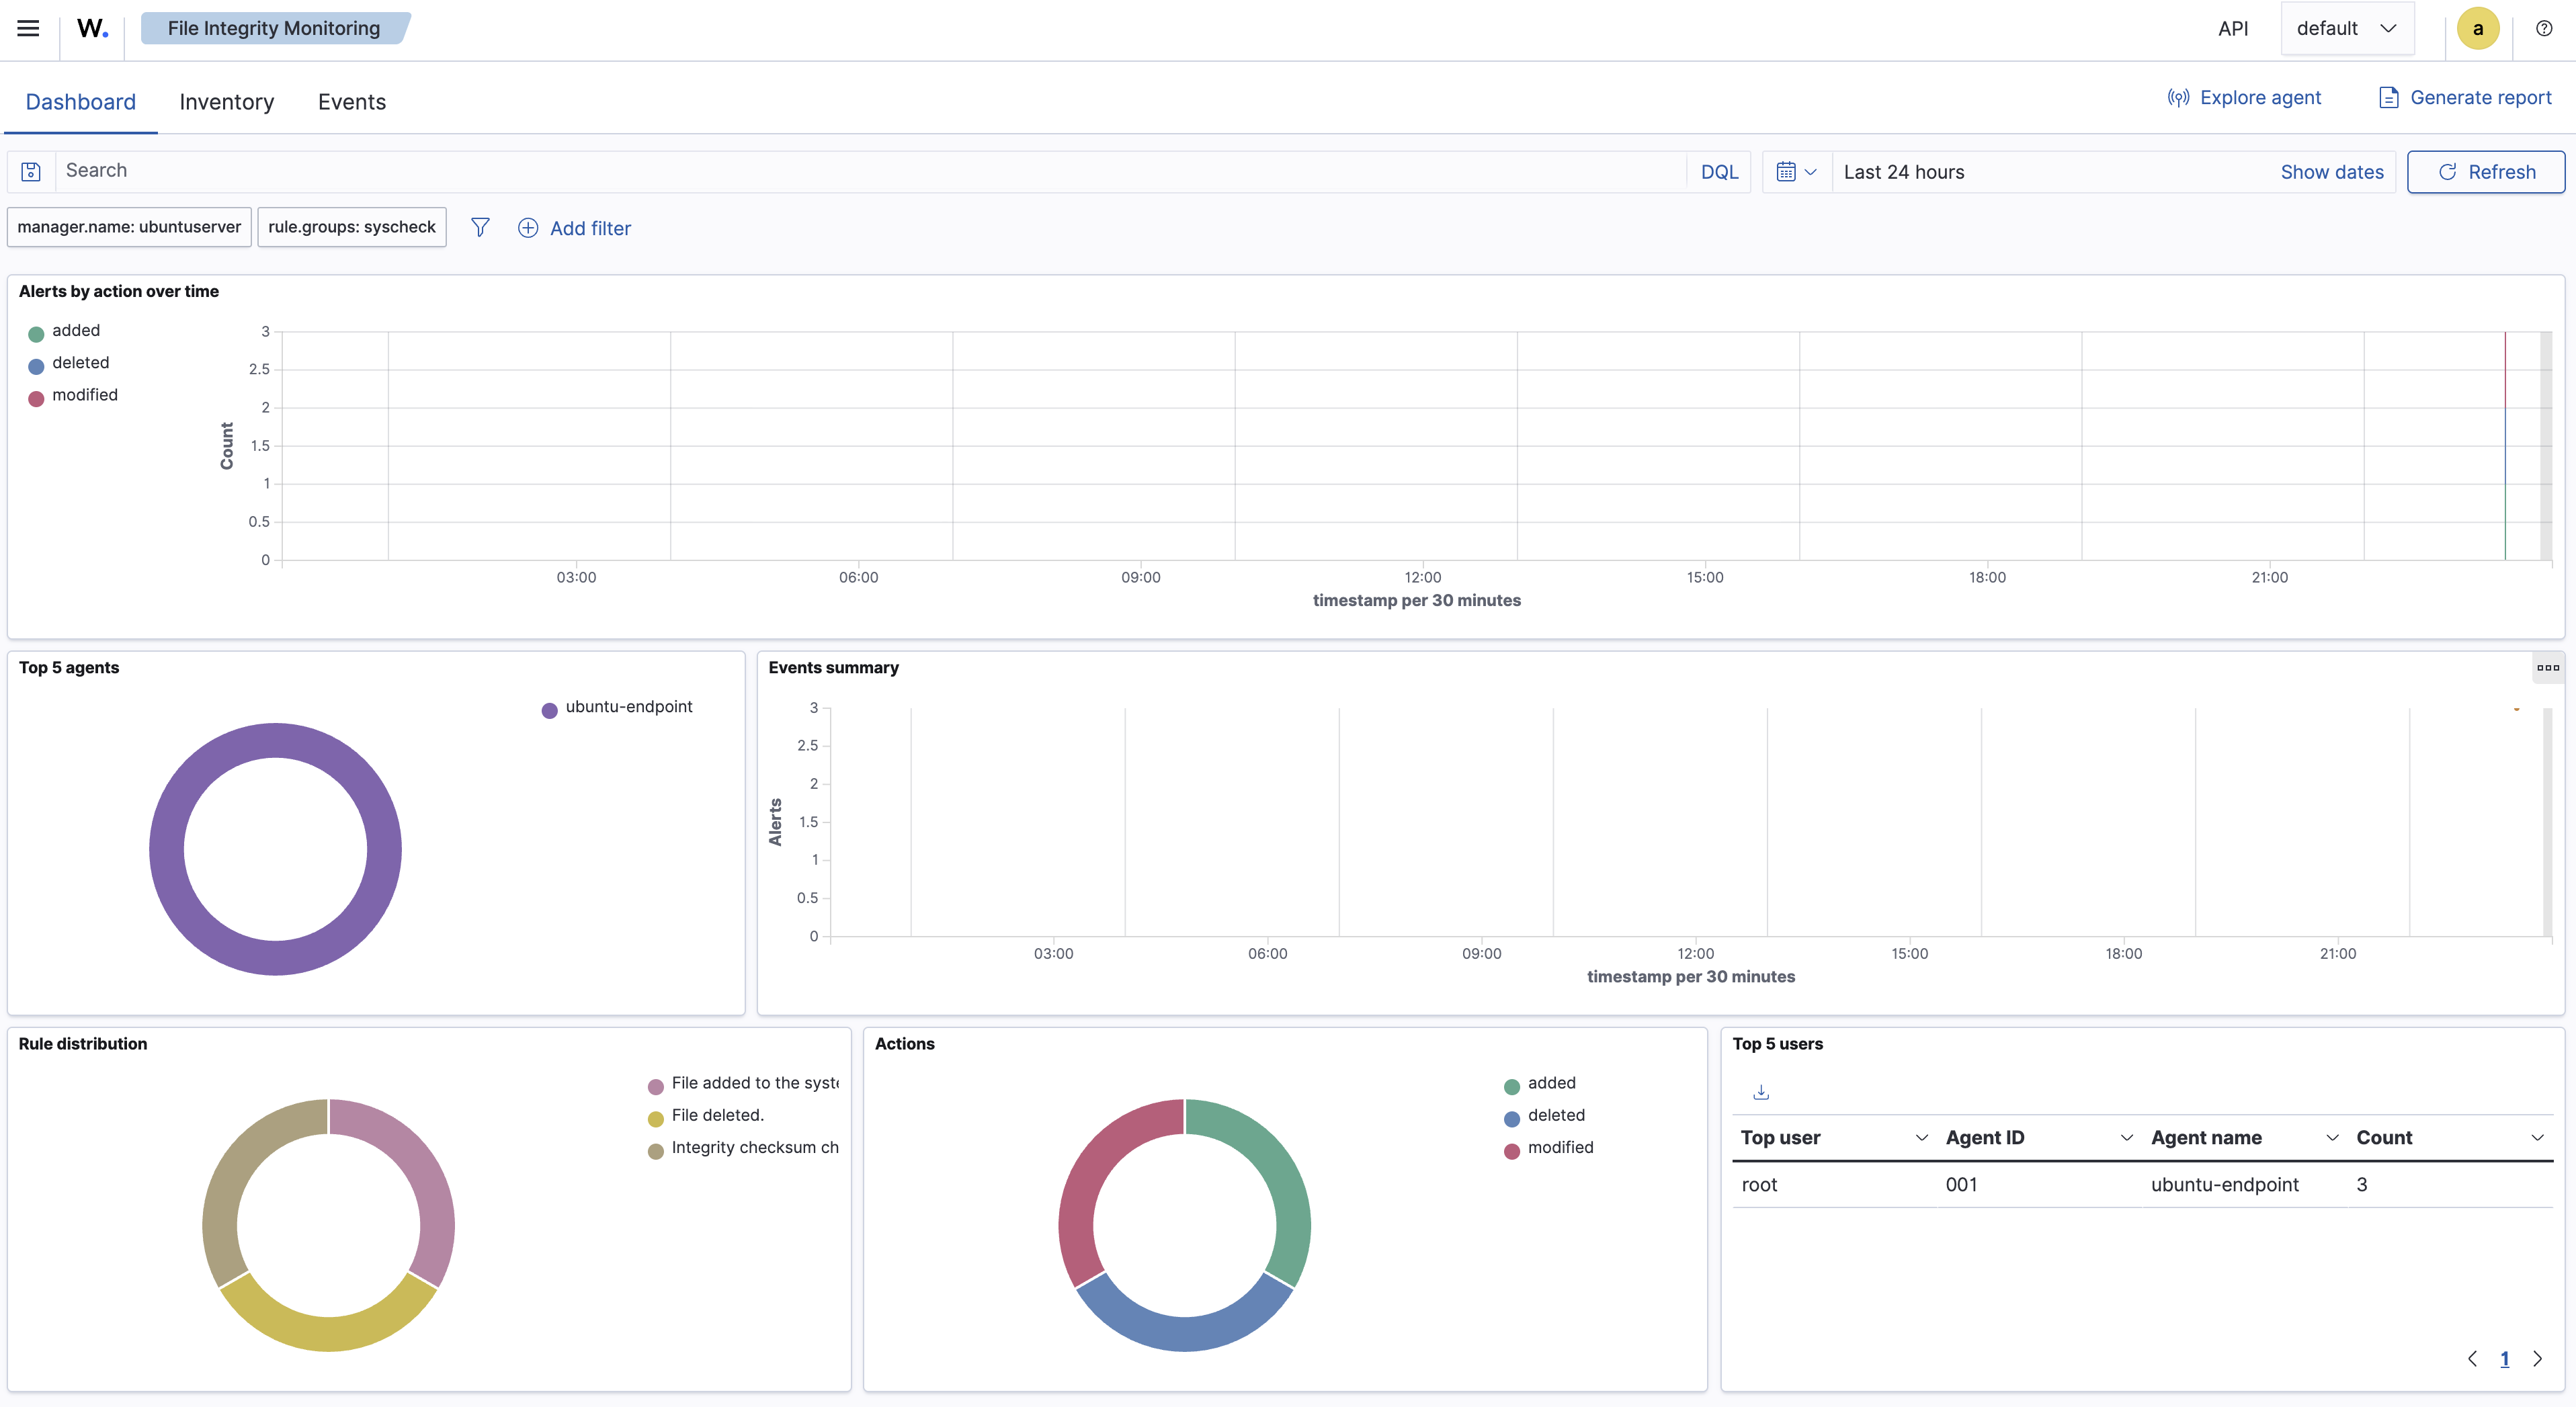 W. File Integrity Monitoring API default a
Dashboard Inventory Events Explore agent Generate report
Search DQL Last 24 hours Show dates Refresh
manager.name: ubuntuserver rule.groups: syscheck Add filter
Alerts by action over time
added
deleted
modified
Count
3
2.5
2
1.5
1
0.5
0
03:00 06:00 09:00 12:00 15:00 18:00 21:00
timestamp per 30 minutes
Top 5 agents
ubuntu-endpoint
Events summary
Alerts
3
2.5
2
1.5
1
0.5
0
03:00 06:00 09:00 12:00 15:00 18:00 21:00
timestamp per 30 minutes
Rule distribution
File added to the syst
File deleted.
Integrity checksum ch
Actions
added
deleted
modified
Top 5 users
Top user Agent ID Agent name Count
root 001 ubuntu-endpoint 3
1